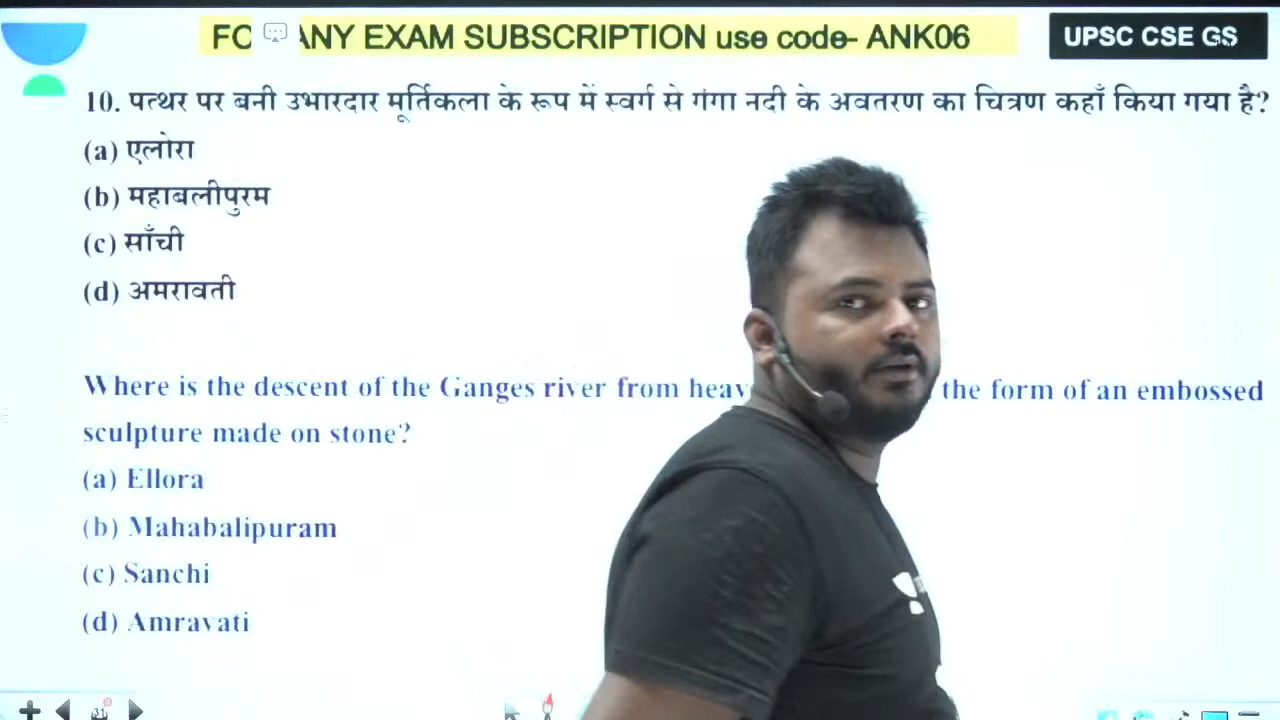 FO ANY EXAM SUBSCRIPTION use code- ANK06
UPSC CSE GS
10. पत्थर पर बनी उभारदार मूर्तिकला के रूप में स्वर्ग से गंगा नदी के अवतरण का चित्रण कहाँ किया गया है?
(a) एलोरा
(b) महाबलीपुरम
(c) साँची
(d) अमरावती
Where is the descent of the Ganges river from heav the form of an embossed
sculpture made on stone?
(a) Ellora
(b) Mahabalipuram
(c) Sanchi
(d) Amravati
31